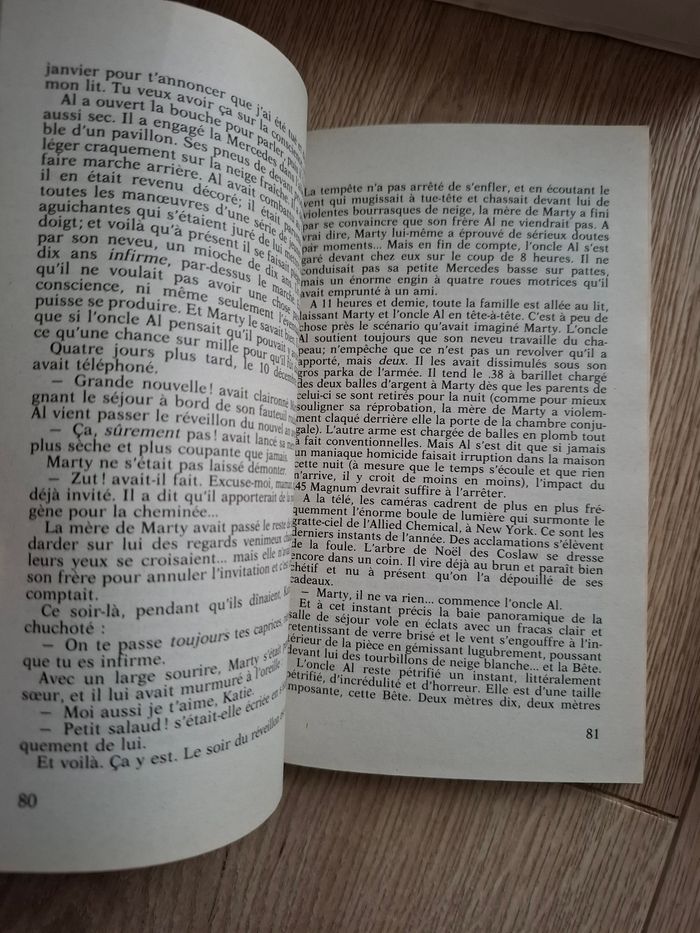 janvier pour t'annoncer que j'ai été tué
mon lit. Tu veux avoir ça sur la conscien
Al a ouvert la bouche pour parler, puis
aussi sec. Il a engagé la Mercedes dan
ble d'un pavillon. Ses pneus de devant
léger craquement sur la neige fraîche,
faire marche arrière. Al avait combatt
il en était revenu décoré; il était
toutes les manœuvres d'une série de
aguichantes qui s'étaient juré de lui
doigt; et voilà qu'à présent il se faisait
par son neveu, un mioche de dix ans
dix ans infirme, par-dessus le marché
qu'il ne voulait pas avoir une chose
conscience, ni même seulement l'éven
puisse se produire. Et Marty le savait bien
que si l'oncle Al pensait qu'il pouvait y
ce qu'une chance sur mille pour qu'il
Quatre jours plus tard, le 10 décemb
avait téléphoné.
— Grande nouvelle! avait claironné
gnant le séjour à bord de son fauteuil
Al vient passer le réveillon du nouvel an
— Ça, sûrement pas! avait lancé sa
plus sèche et plus coupante que jamais.
Marty ne s'était pas laissé démonter.
— Zut! avait-il fait. Excuse-moi, maman,
déjà invité. Il a dit qu'il apporterait de la
gène pour la cheminée...
La mère de Marty avait passé le reste de
darder sur lui des regards venimeux
leurs yeux se croisaient... mais elle n'av
son frère pour annuler l'invitation et c'es
comptait.
Ce soir-là, pendant qu'ils dînaient, Ka
chuchoté :
— On te passe toujours tes caprices,
que tu es infirme.
Avec un large sourire, Marty s'était
sœur, et il lui avait murmuré à l'oreille
— Moi aussi je t'aime, Katie.
— Petit salaud! s'était-elle écriée en
quement de lui.
Et voilà. Ça y est. Le soir du réveillon
80
La tempête n'a pas arrêté de s'enfler, et en écoutant le
vent qui mugissait à tue-tête et chassait devant lui de
violentes bourrasques de neige, la mère de Marty a fini
par se convaincre que son frère Al ne viendrait pas. A
vrai dire, Marty lui-même a éprouvé de sérieux doutes
par moments... Mais en fin de compte, l'oncle Al s'est
garé devant chez eux sur le coup de 8 heures. Il ne
conduisait pas sa petite Mercedes basse sur pattes,
mais un énorme engin à quatre roues motrices qu'il
avait emprunté à un ami.
A 11 heures et demie, toute la famille est allée au lit,
laissant Marty et l'oncle Al en tête-à-tête. C'est à peu de
chose près le scénario qu'avait imaginé Marty. L'oncle
Al soutient toujours que son neveu travaille du cha-
peau; n'empêche que ce n'est pas un revolver qu'il a
apporté, mais deux. Il les avait dissimulés sous son
gros parka de l'armée. Il tend le .38 à barillet chargé
des deux balles d'argent à Marty dès que les parents de
celui-ci se sont retirés pour la nuit (comme pour mieux
souligner sa réprobation, la mère de Marty a violem-
ment claqué derrière elle la porte de la chambre conju-
gale). L'autre arme est chargée de balles en plomb tout
à fait conventionnelles. Mais Al s'est dit que si jamais
un maniaque homicide faisait irruption dans la maison
cette nuit (à mesure que le temps s'écoule et que rien
n'arrive, il y croit de moins en moins), l'impact du
.45 Magnum devrait suffire à l'arrêter.
A la télé, les caméras cadrent de plus en plus fré-
quemment l'énorme boule de lumière qui surmonte le
gratte-ciel de l'Allied Chemical, à New York. Ce sont les
derniers instants de l'année. Des acclamations s'élèvent
de la foule. L'arbre de Noël des Coslaw se dresse
encore dans un coin. Il vire déjà au brun et paraît bien
chétif et nu à présent qu'on l'a dépouillé de ses
cadeaux.
— Marty, il ne va rien... commence l'oncle Al.
Et à cet instant précis la baie panoramique de la
salle de séjour vole en éclats avec un fracas clair et
retentissant de verre brisé et le vent s'engouffre à l'in-
térieur de la pièce en gémissant lugubrement, poussant
devant lui des tourbillons de neige blanche... et la Bête.
L'oncle Al reste pétrifié un instant, littéralement
pétrifié, d'incrédulité et d'horreur. Elle est d'une taille
imposante, cette Bête. Deux mètres dix, deux mètres
81